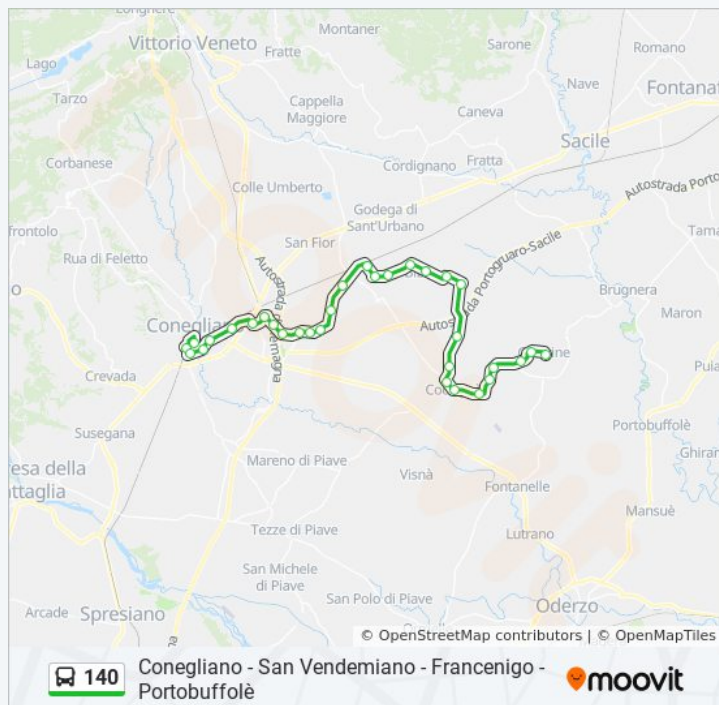 Longhere
Montaner
Vittorio Veneto
Sarone
Romano
Lago
Fratte
Nave
Fontanaf
Tarzo
Cappella
Maggiore
Caneva
Sacile
Corbanese
Cordignano
Fratta
Autostrada Porto
Colle Umberto
Godega di
Sant'Urbano
Tama
frontolo
Rua di Feletto
San Fior
Autostrada Portogruaro-Sacile
Brugnera
Conegliano
Maron
ine
Crevada
Puia
Coo
Susegana
Portobuffolè
esa della
attaglia
Mareno di Piave
Visnà
Ghirar
Fontanelle
Mansuè
Tezze di Piave
Lutrano
San Michele
di Piave
San Polo di Piave
Oderzo
Arcade
Spresiano
© OpenStreetMap contributors | © OpenMapTiles
140
Conegliano - San Vendemiano - Francenigo -
Portobuffolè
moovit